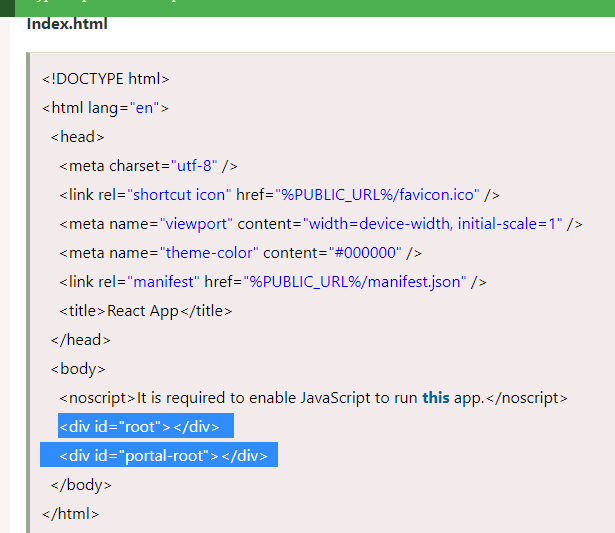 Index.html
<!DOCTYPE html>
<html lang="en">
<head>
<meta charset="utf-8" />
<link rel="shortcut icon" href="%PUBLIC_URL%/favicon.ico" />
<meta name="viewport" content="width=device-width, initial-scale=1" />
<meta name="theme-color" content="#000000" />
<link rel="manifest" href="%PUBLIC_URL%/manifest.json" />
<title>React App</title>
</head>
<body>
<noscript>It is required to enable JavaScript to run this app.</noscript>
<div id="root"></div>
<div id="portal-root"></div>
</body>
</html>